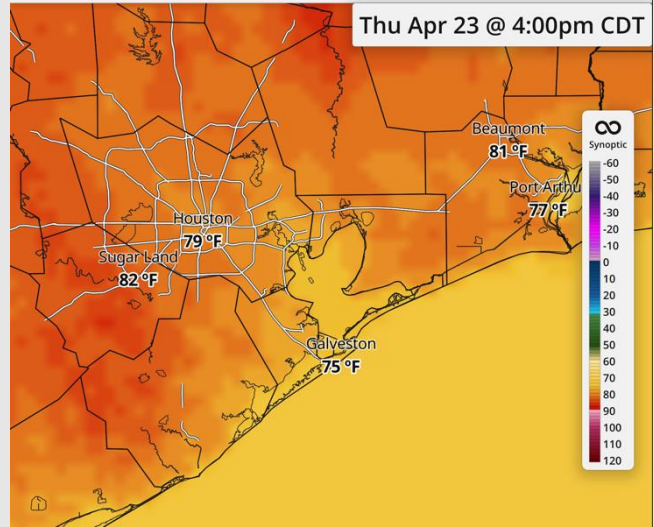 Thu Apr 23 @ 4:00pm CDT
Beaumont
81 °F
Port Arthu
77 °F
Houston
79 °F
Sugar Land
82 °F
Galveston
75 °F
Synoptic
-60
-50
-40
-30
-20
-10
0
10
20
30
40
50
60
70
80
90
100
110
120